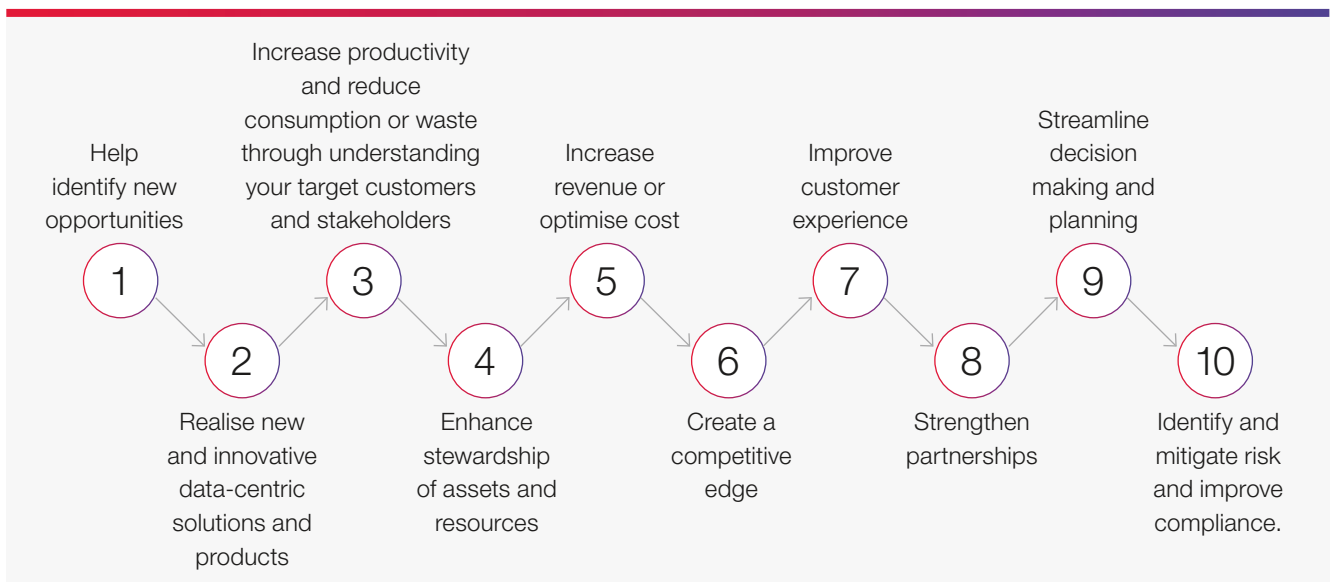 1
Help
identify new
opportunities
2
Realise new
and innovative
data-centric
solutions and
products
3
Increase productivity
and reduce
consumption or waste
through understanding
your target customers
and stakeholders
4
Enhance
stewardship
of assets and
resources
5
Increase
revenue or
optimise cost
6
Create a
competitive
edge
7
Improve
customer
experience
8
Strengthen
partnerships
9
Streamline
decision
making and
planning
10
Identify and
mitigate risk
and improve
compliance.